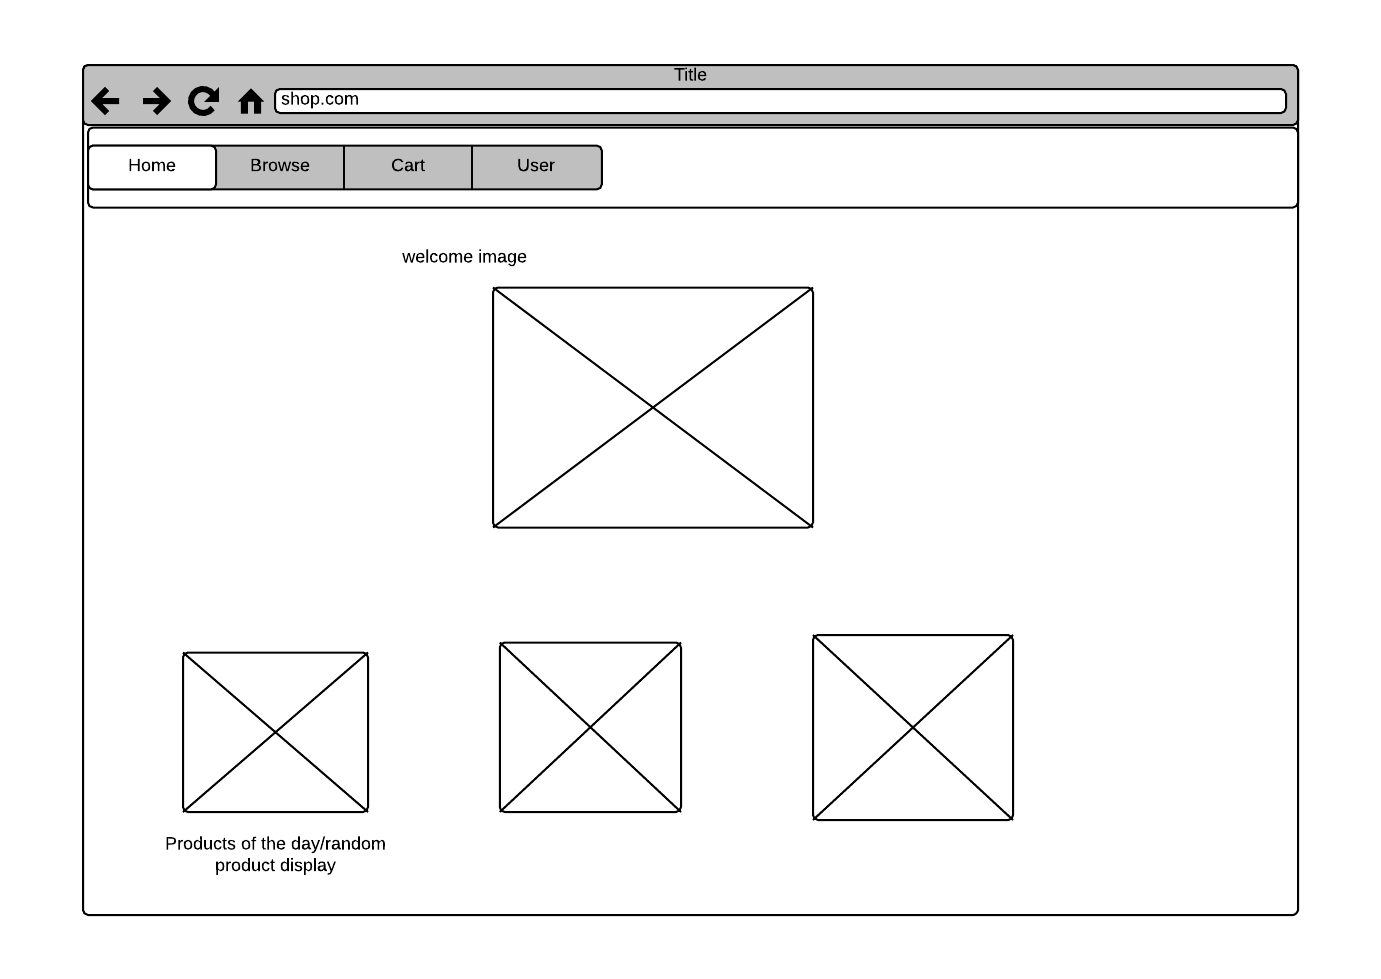 Title
shop.com
Home Browse Cart User
welcome image
Products of the day/random
product display